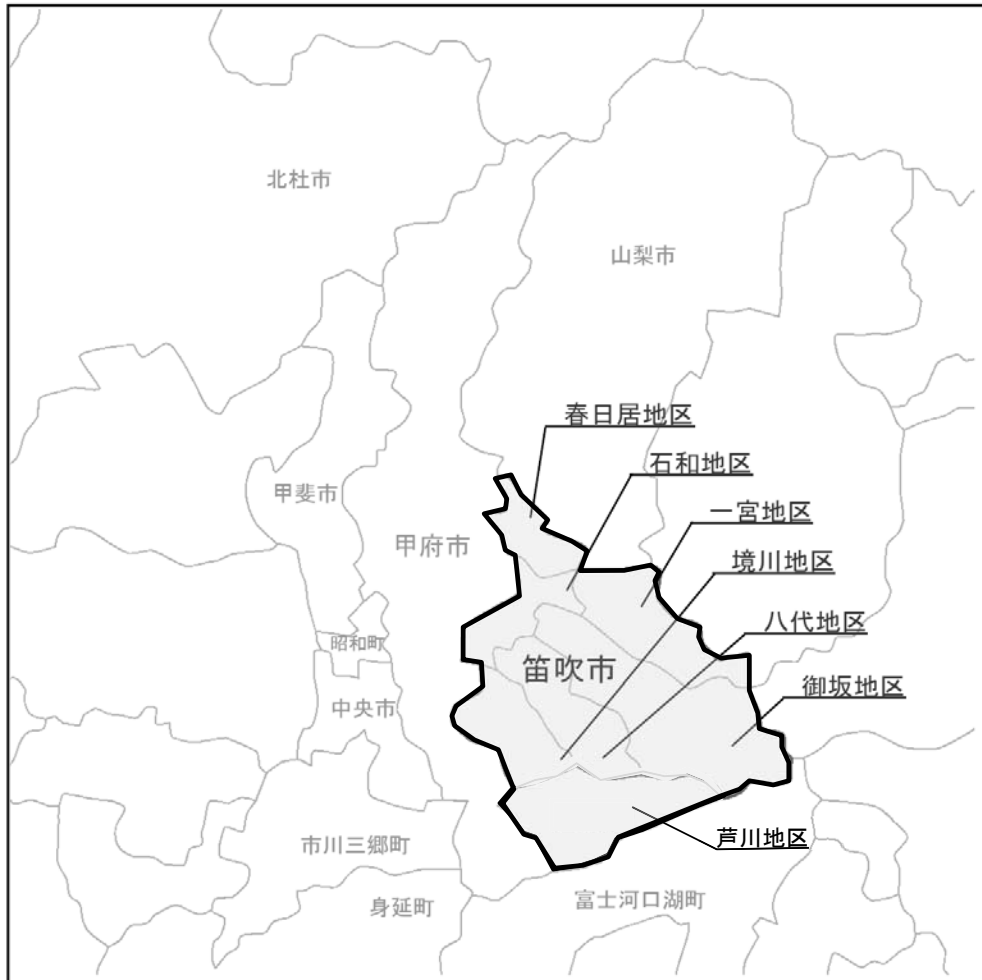 北杜市
山梨市
春日居地区
石和地区
甲斐市
一宮地区
甲府市
境川地区
八代地区
昭和町
笛吹市
御坂地区
中央市
芦川地区
市川三郷町
身延町
富士河口湖町